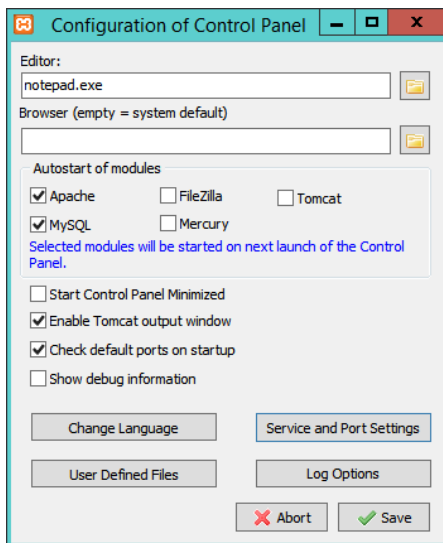 Configuration of Control Panel
Editor:
notepad.exe
Browser (empty = system default)
Autostart of modules
Apache FileZilla Tomcat
MySQL Mercury
Selected modules will be started on next launch of the Control
Panel.
Start Control Panel Minimized
Enable Tomcat output window
Check default ports on startup
Show debug information
Change Language Service and Port Settings
User Defined Files Log Options
Abort Save